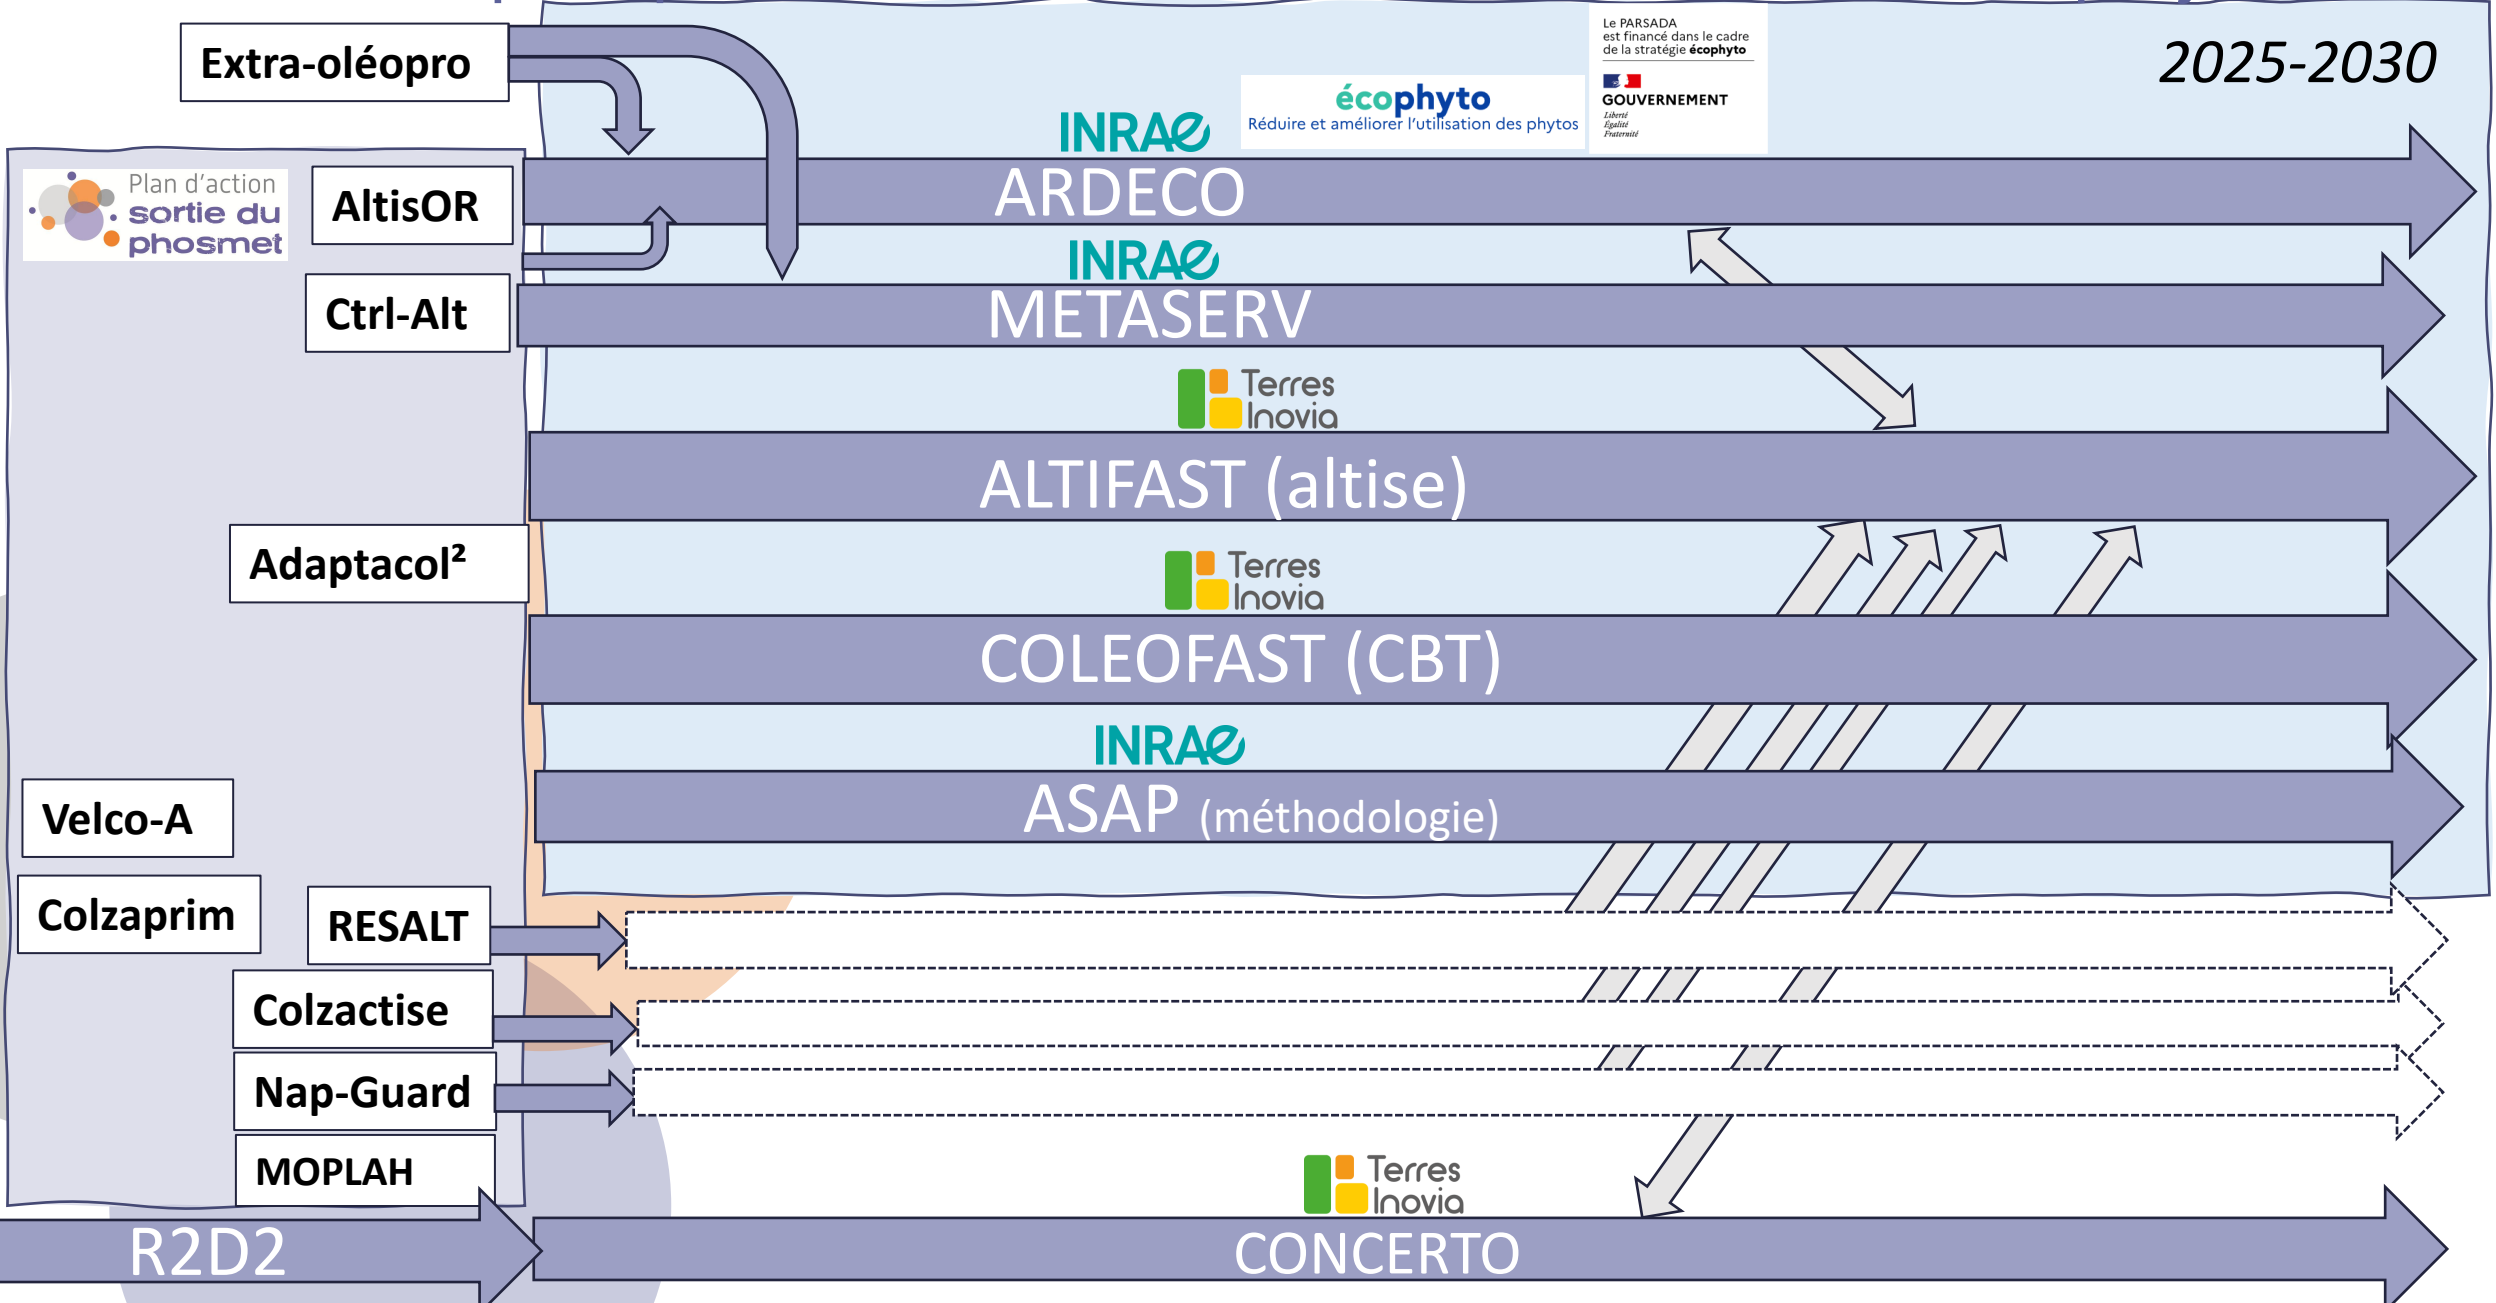 Extra-oléopro
Le PARSADA
est financé dans le cadre
de la stratégie écophyto
GOUVERNEMENT
Liberté
Égalité
Fraternité
2025-2030
écophyto
Réduire et améliorer l'utilisation des phytos
INRAE
Plan d'action
sortie du
phosmet
AltisOR
ARDECO
INRAE
Ctrl-Alt
METASERV
Terres
Inovia
ALTIFAST (altise)
Adaptacol²
Terres
Inovia
COLEOFAST (CBT)
INRAE
Velco-A
ASAP (méthodologie)
Colzaprim
RESALT
Colzactise
Nap-Guard
MOPLAH
Terres
Inovia
R2D2
CONCERTO